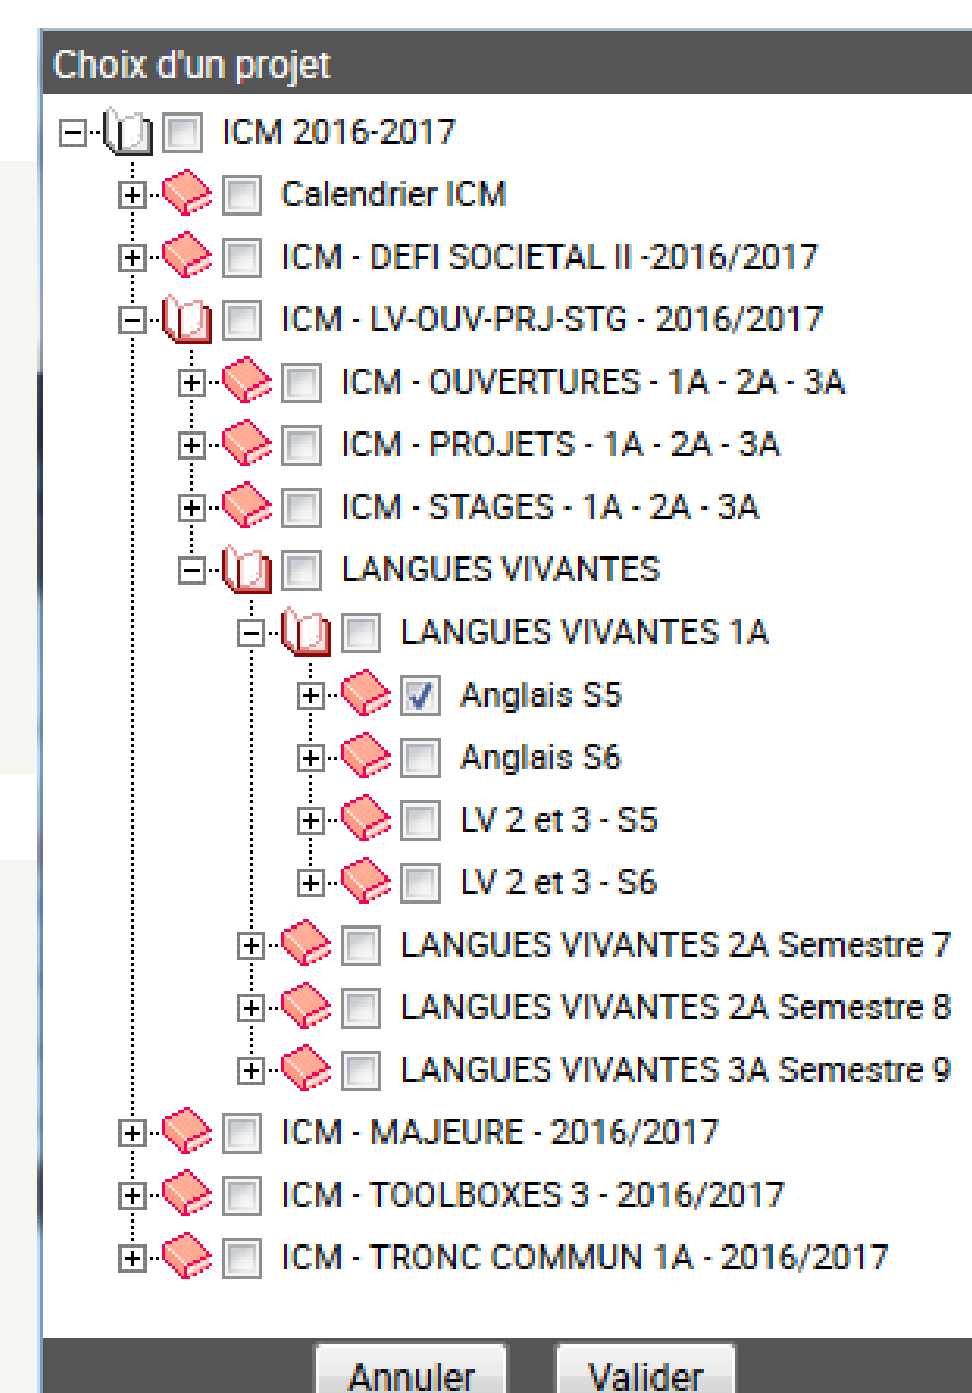 Choix d'un projet
ICM 2016-2017
Calendrier ICM
ICM - DEFI SOCIETAL II -2016/2017
ICM - LV-OUV-PRJ-STG - 2016/2017
ICM - OUVERTURES - 1A - 2A - 3A
ICM - PROJETS - 1A - 2A - 3A
ICM - STAGES - 1A - 2A - 3A
LANGUES VIVANTES
LANGUES VIVANTES 1A
Anglais S5
Anglais S6
LV 2 et 3 - S5
LV 2 et 3 - S6
LANGUES VIVANTES 2A Semestre 7
LANGUES VIVANTES 2A Semestre 8
LANGUES VIVANTES 3A Semestre 9
ICM - MAJEURE - 2016/2017
ICM - TOOLBOXES 3 - 2016/2017
ICM - TRONC COMMUN 1A - 2016/2017
Annuler Valider